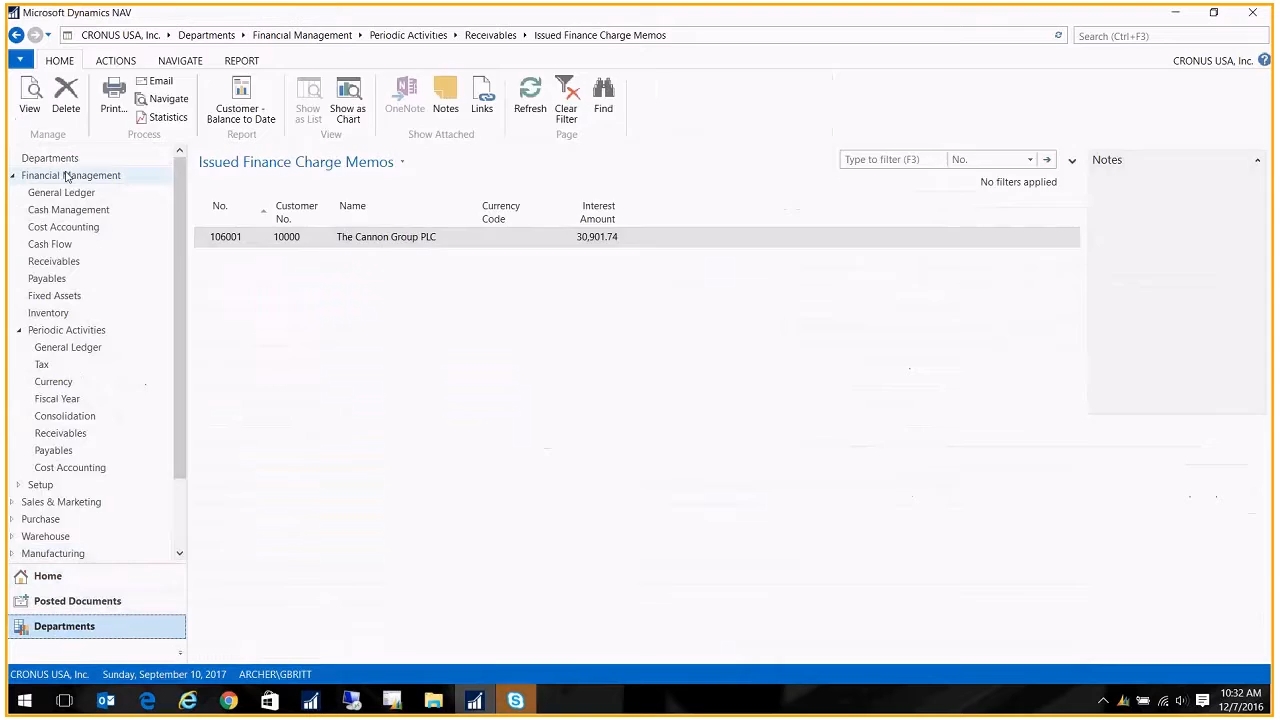 Microsoft Dynamics NAV
CRONUS USA, Inc. Departments Financial Management Periodic Activities Receivables Issued Finance Charge Memos
Search (Ctrl+F3)
HOME ACTIONS NAVIGATE REPORT
CRONUS USA, Inc.
View
Delete
Print...
Email
Navigate
Statistics
Customer -
Balance to Date
Show
as List
Show as
Chart
OneNote
Notes
Links
Refresh
Clear
Filter
Find
Manage Process Report View Show Attached Page
Departments
Financial Management
General Ledger
Cash Management
Cost Accounting
Cash Flow
Receivables
Payables
Fixed Assets
Inventory
Periodic Activities
General Ledger
Tax
Currency
Fiscal Year
Consolidation
Receivables
Payables
Cost Accounting
Setup
Sales & Marketing
Purchase
Warehouse
Manufacturing
Home
Posted Documents
Departments
Issued Finance Charge Memos
Type to filter (F3) No.
No filters applied
No.
Customer
No.
Name
Currency
Code
Interest
Amount
106001 10000 The Cannon Group PLC 30,901.74
Notes
CRONUS USA, Inc. Sunday, September 10, 2017 ARCHER\GBRITT
10:32 AM
12/7/2016